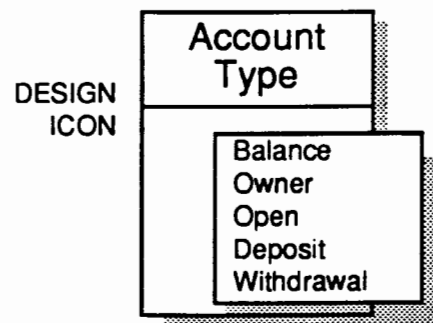 Account
Type
DESIGN
ICON
Balance
Owner
Open
Deposit
Withdrawal